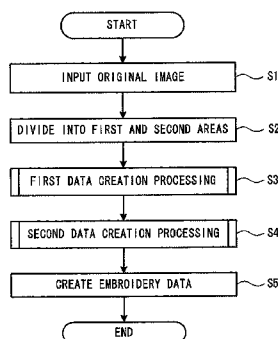 START
INPUT ORIGINAL IMAGE
S1
DIVIDE INTO FIRST AND SECOND AREAS
S2
FIRST DATA CREATION PROCESSING
S3
SECOND DATA CREATION PROCESSING
S4
CREATE EMBROIDERY DATA
S5
END